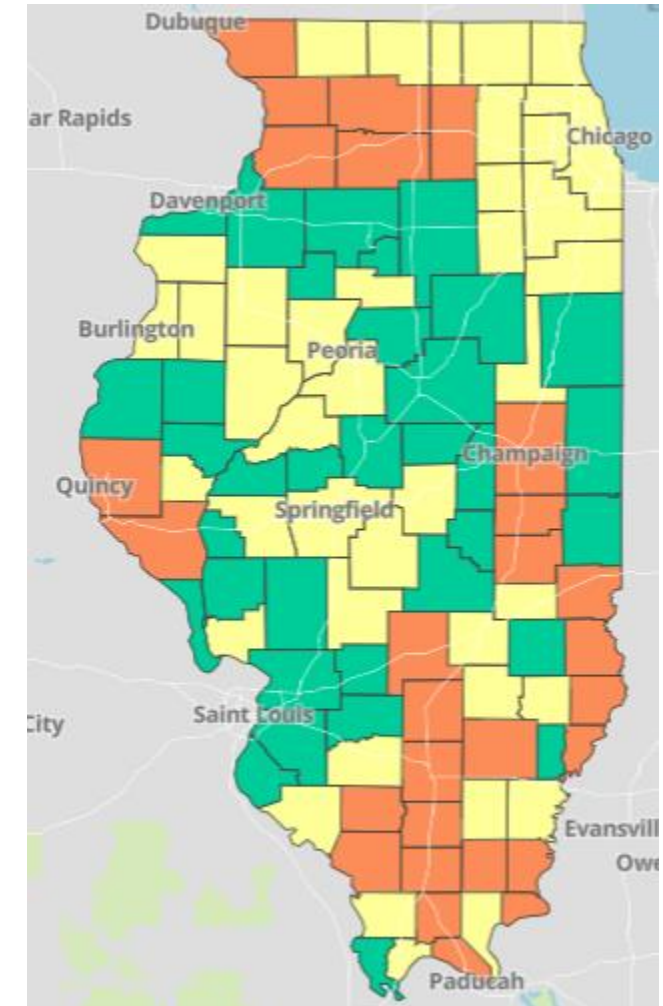 Dubuque
ar Rapids
Chicago
Davenport
Burlington
Peoria
Champaign
Quincy
Springfield
Saint Louis
City
Evansvill
Owe
Paducah